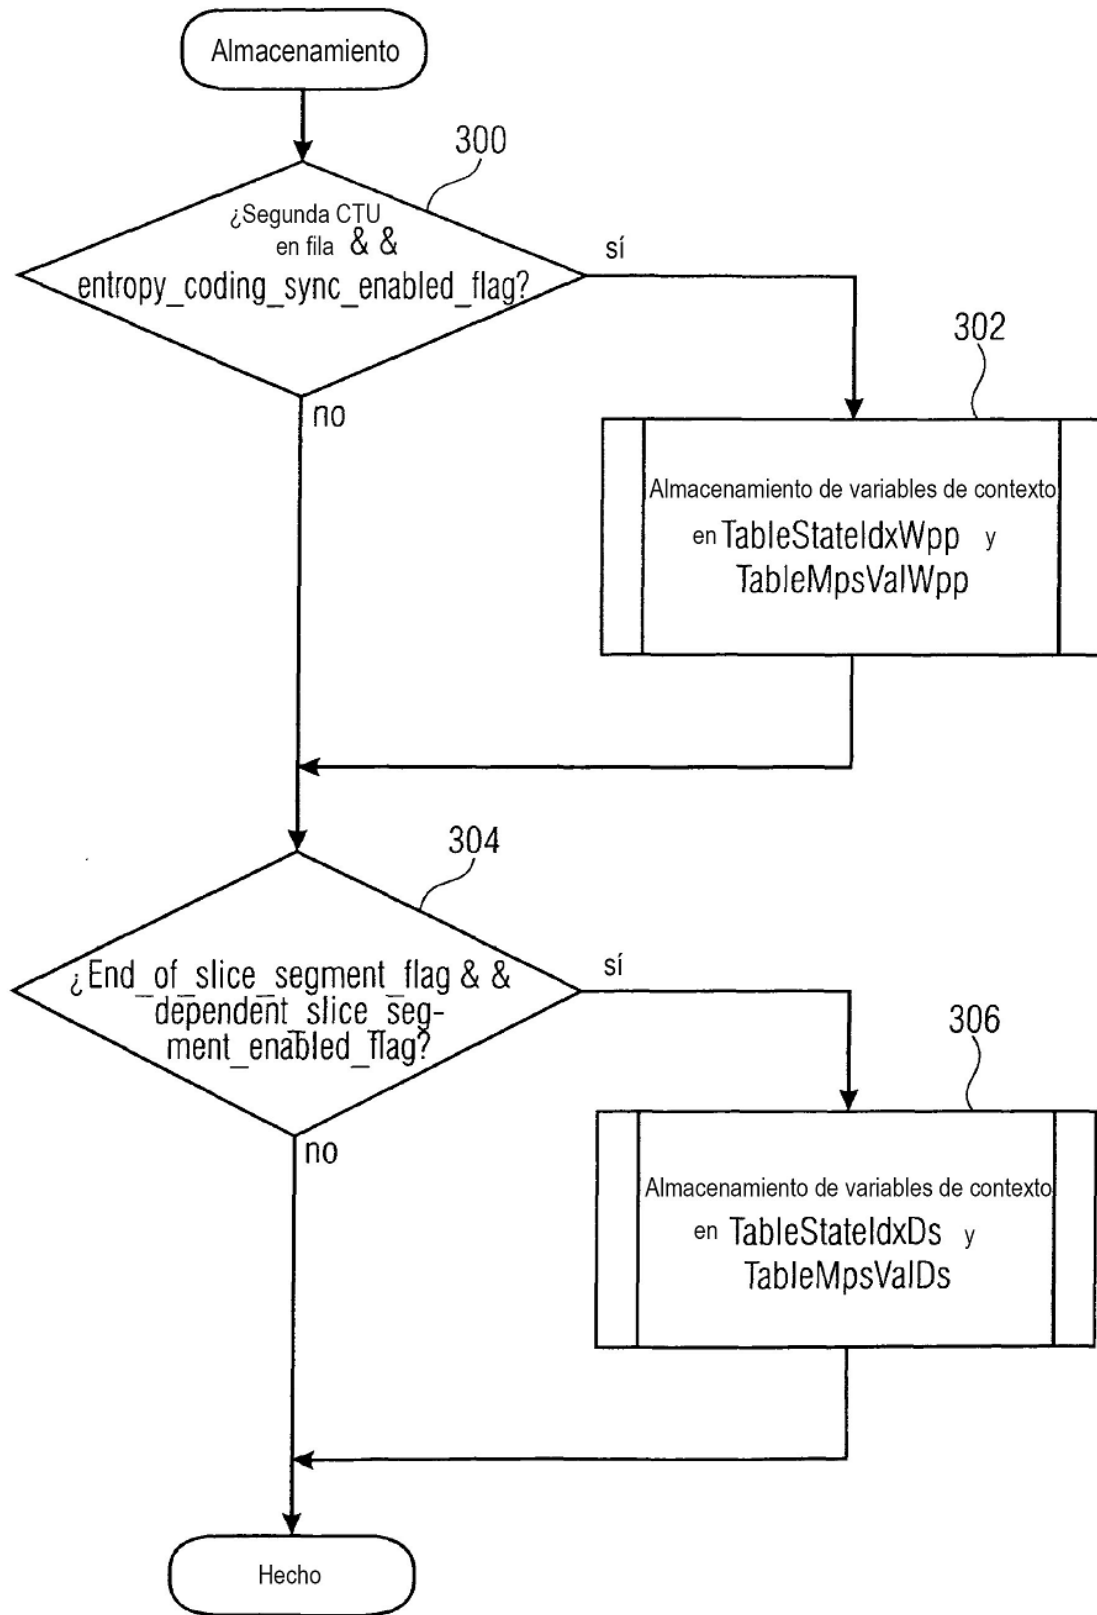 Almacenamiento
300
¿Segunda CTU
en fila & &
entropy_coding_sync_enabled_flag?
sí
no
302
Almacenamiento de variables de contexto
en TableStateIdxWpp y
TableMpsValWpp
304
¿End_of_slice_segment_flag & &
dependent_slice_seg-
ment_enabled_flag?
sí
no
306
Almacenamiento de variables de contexto
en TableStateIdxDs y
TableMpsValDs
Hecho